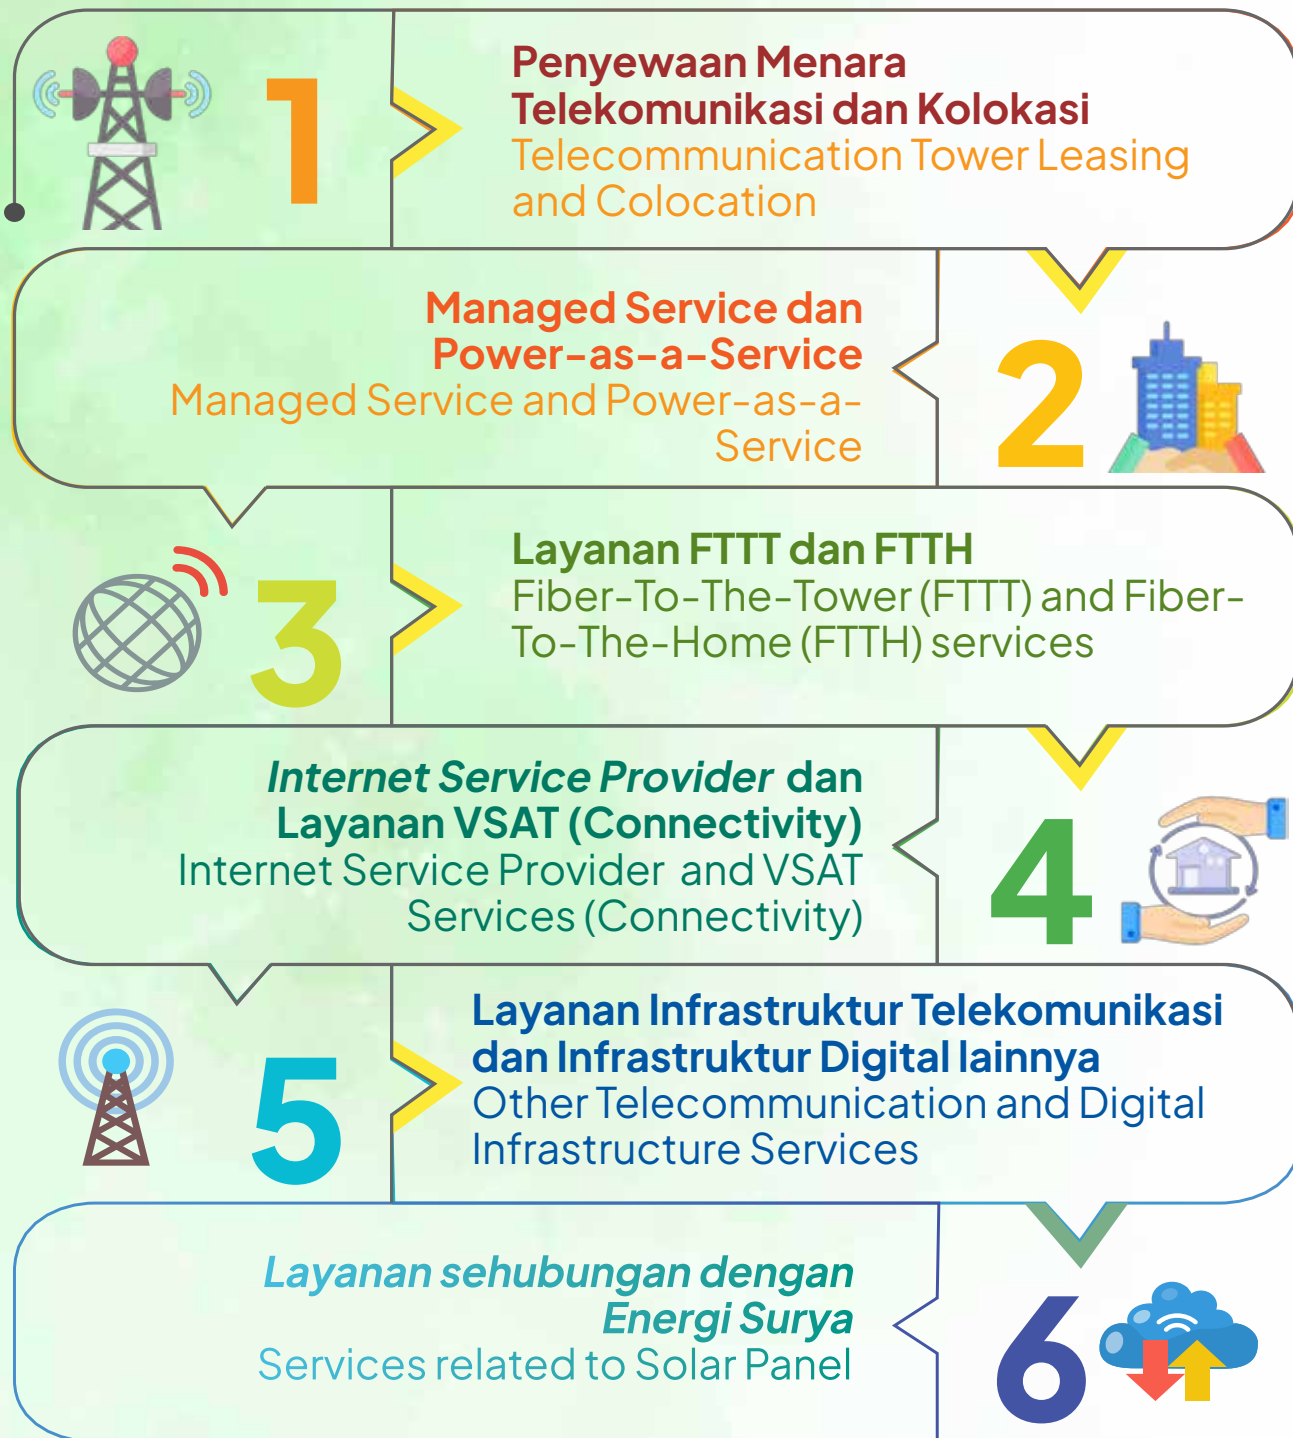 1
Penyewaan Menara
Telekomunikasi dan Kolokasi
Telecommunication Tower Leasing
and Colocation
Managed Service dan
Power-as-a-Service
Managed Service and Power-as-a-
Service
2
3
Layanan FTTT dan FTTH
Fiber-To-The-Tower (FTTT) and Fiber-
To-The-Home (FTTH) services
Internet Service Provider dan
Layanan VSAT (Connectivity)
Internet Service Provider and VSAT
Services (Connectivity)
4
5
Layanan Infrastruktur Telekomunikasi
dan Infrastruktur Digital lainnya
Other Telecommunication and Digital
Infrastructure Services
Layanan sehubungan dengan
Energi Surya
Services related to Solar Panel
6